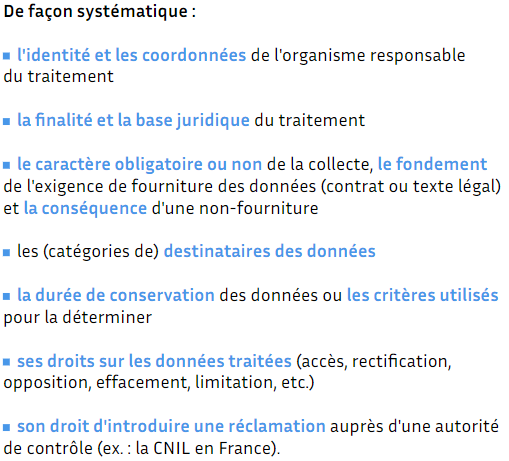 De façon systématique :
▪ l'identité et les coordonnées de l'organisme responsable
du traitement
▪ la finalité et la base juridique du traitement
▪ le caractère obligatoire ou non de la collecte, le fondement
de l'exigence de fourniture des données (contrat ou texte légal)
et la conséquence d'une non-fourniture
▪ les (catégories de) destinataires des données
▪ la durée de conservation des données ou les critères utilisés
pour la déterminer
▪ ses droits sur les données traitées (accès, rectification,
opposition, effacement, limitation, etc.)
▪ son droit d'introduire une réclamation auprès d'une autorité
de contrôle (ex. : la CNIL en France).